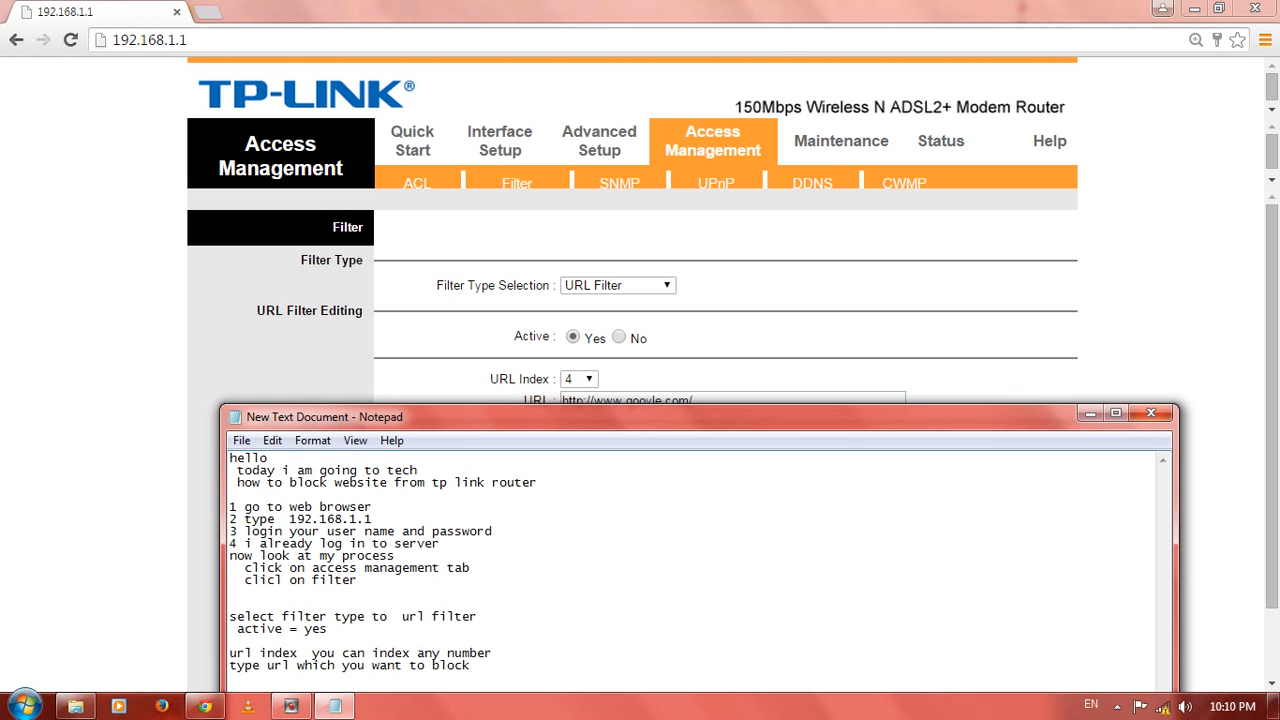 192.168.1.1
192.168.1.1
TP-LINK®
150Mbps Wireless N ADSL2+ Modem Router
Access Management
Quick Start
Interface Setup
Advanced Setup
Access Management
Maintenance
Status
Help
ACL
Filter
SNMP
UPnP
DDNS
CWMP
Filter
Filter Type
Filter Type Selection :
URL Filter
URL Filter Editing
Active :
Yes
No
URL Index :
4
URL :
New Text Document - Notepad
File Edit Format View Help
hello
today i am going to tech
how to block website from tp link router
1 go to web browser
2 type 192.168.1.1
3 login your user name and password
4 i already log in to server
now look at my process
click on access management tab
clicl on filter
select filter type to url filter
active = yes
url index you can index any number
type url which you want to block
EN
10:10 PM